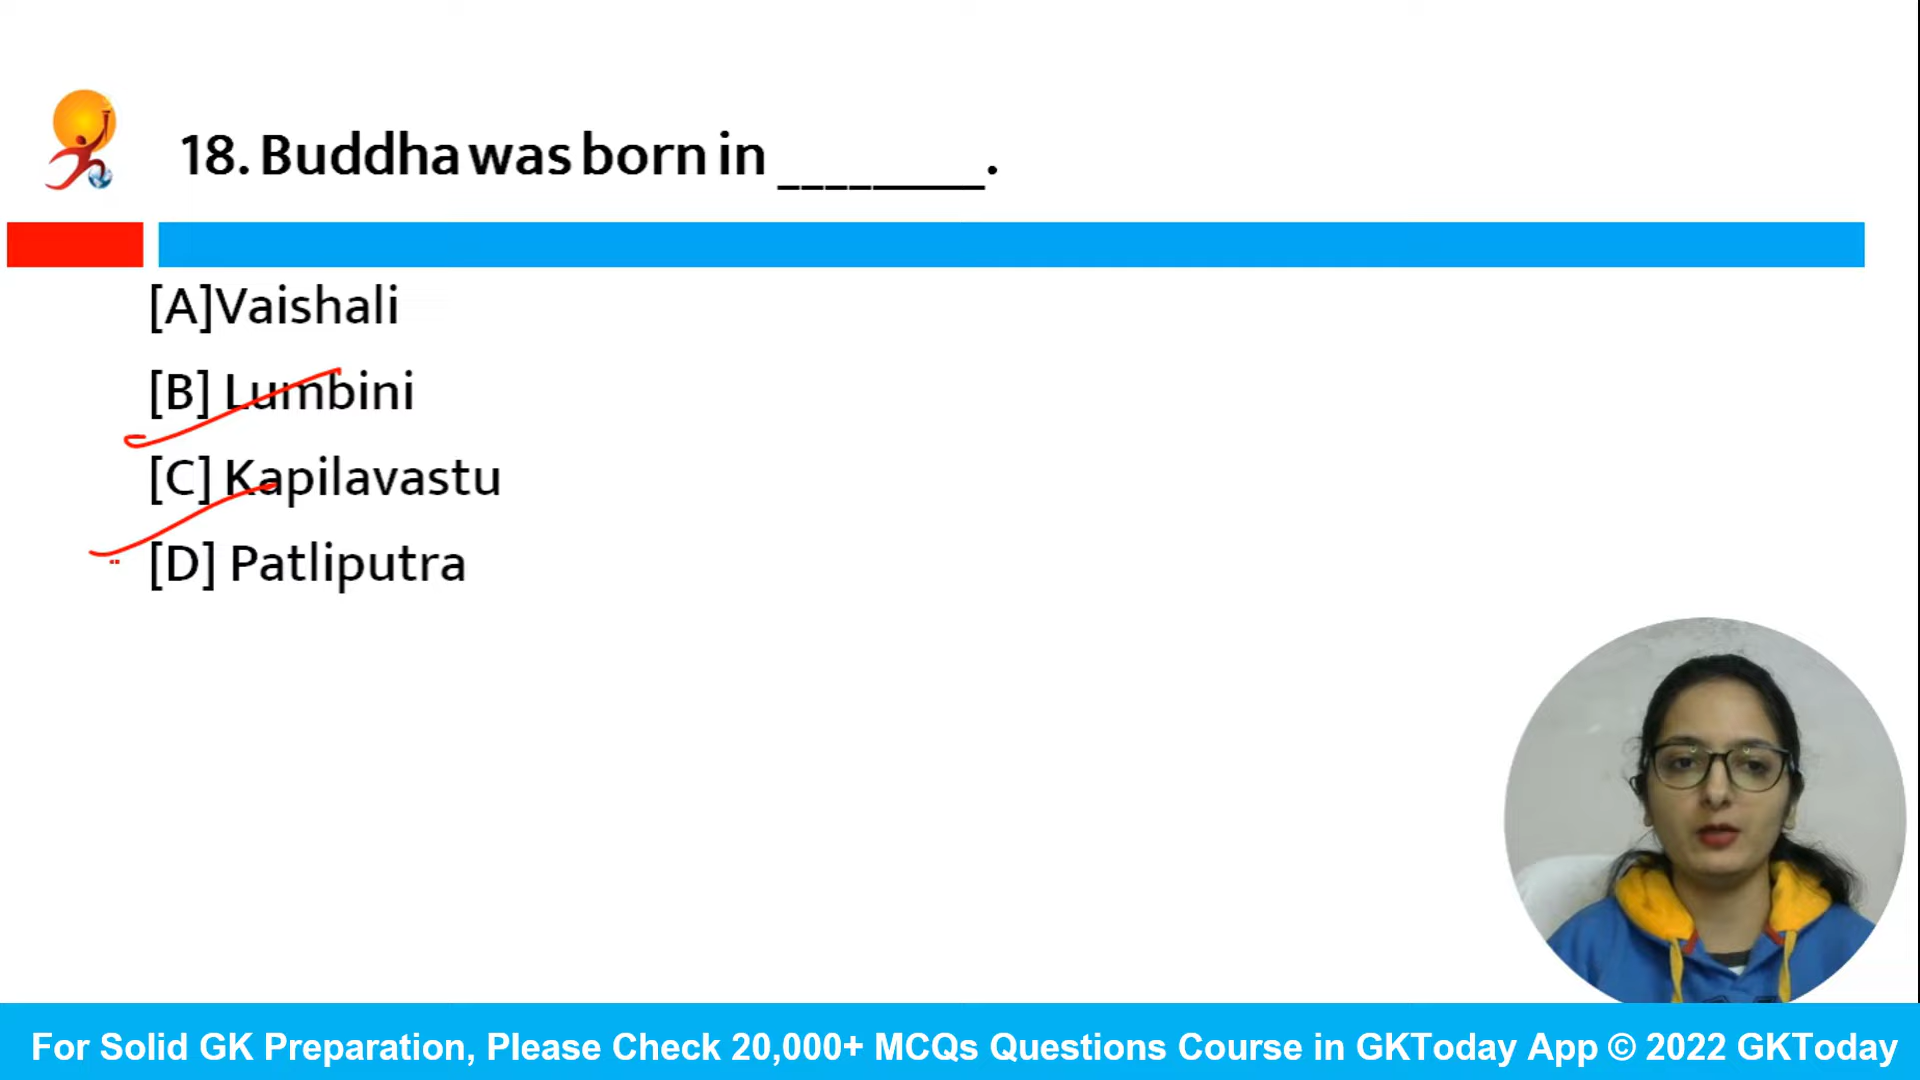 18. Buddha was born in _________.
[A]Vaishali
[B] Lumbini
[C] Kapilavastu
[D] Patliputra
For Solid GK Preparation, Please Check 20,000+ MCQs Questions Course in GKToday App © 2022 GKToday